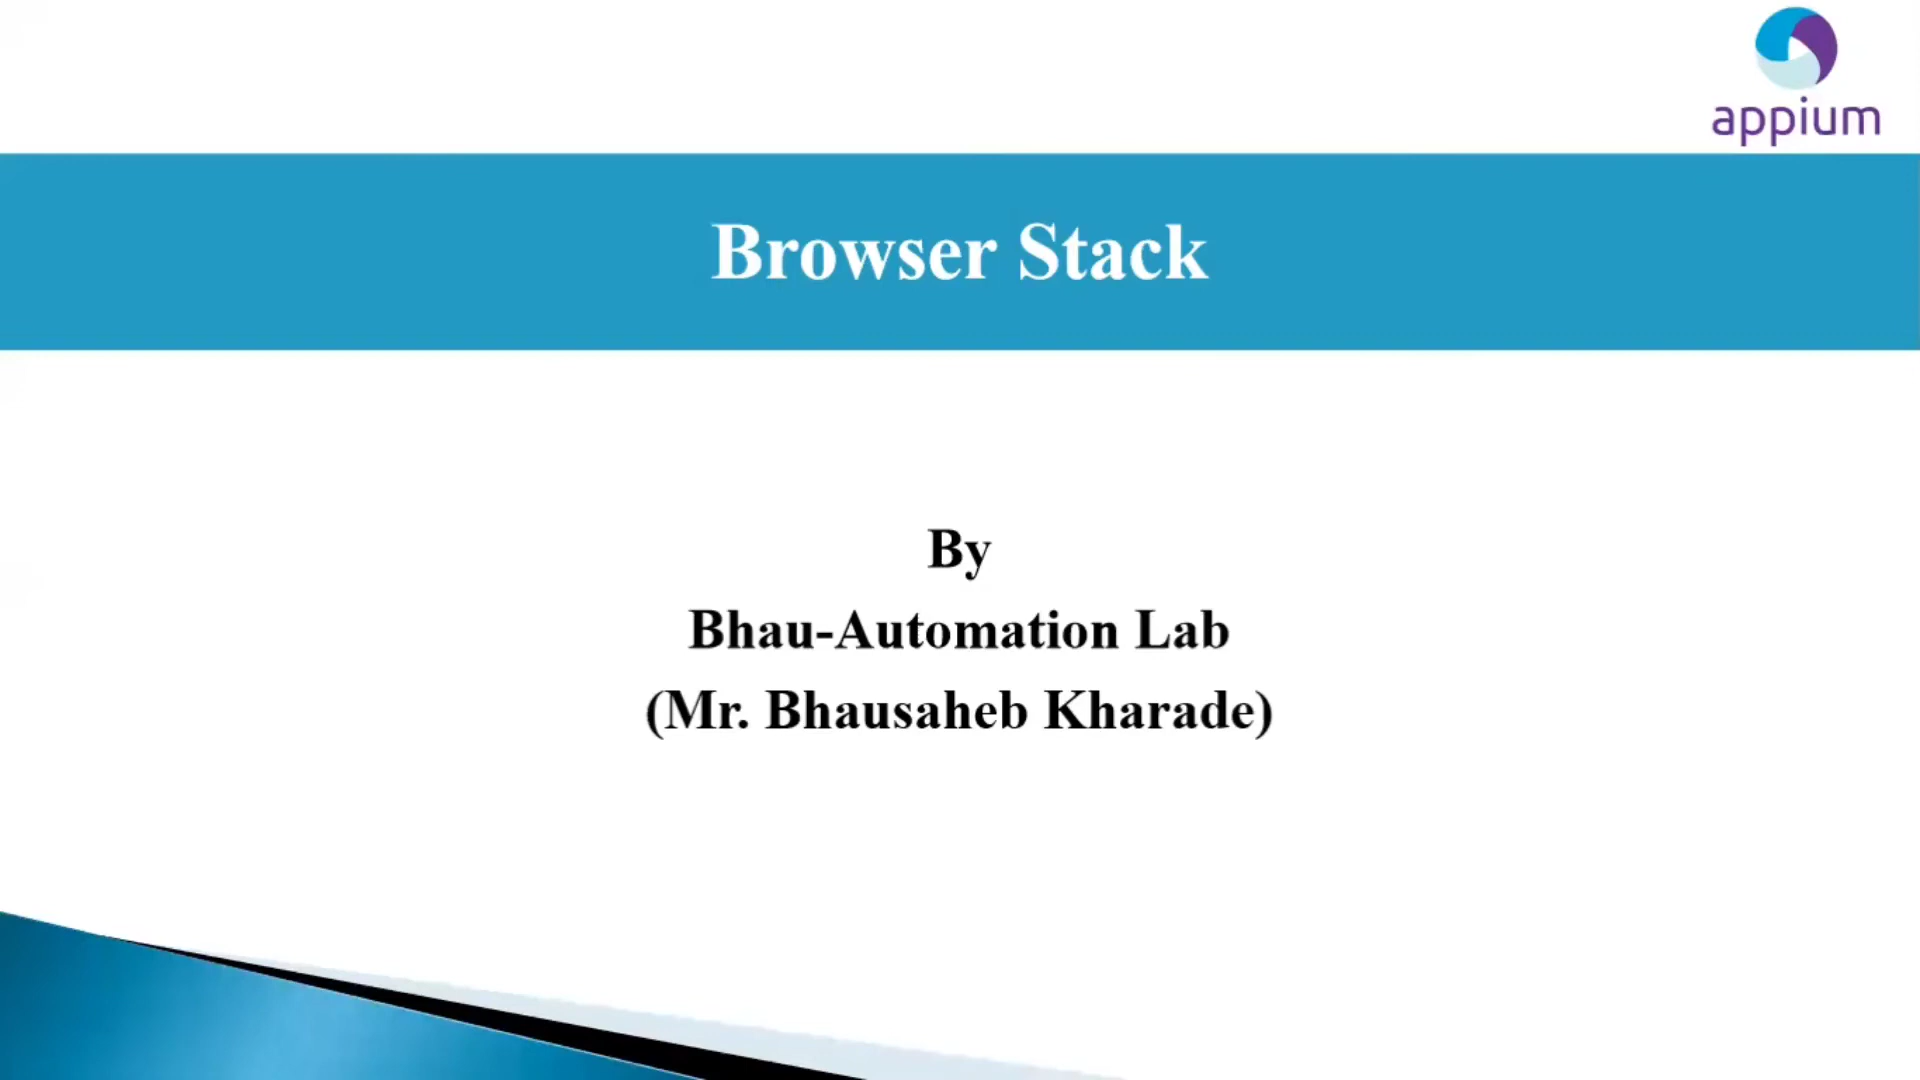 appium
Browser Stack
By
Bhau-Automation Lab
(Mr. Bhausaheb Kharade)